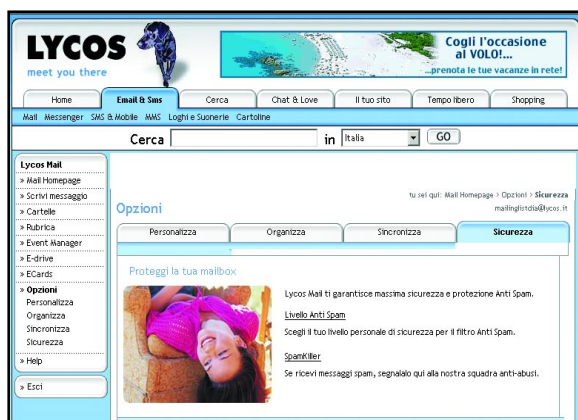 LYCOS
meet you there
Cogli l'occasione
al VOLO!...
...prenota le tue vacanze in rete!
Home Email & Sms Cerca Chat & Love Il tuo sito Tempo libero Shopping
Mail Messenger SMS & Mobile MMS Loghi e Suonerie Cartoline
Cerca in Italia GO
Lycos Mail
» Mail Homepage
» Scrivi messaggio
» Cartelle
» Rubrica
» Event Manager
» E-drive
» ECards
» Opzioni
Personalizza
Organizza
Sincronizza
Sicurezza
» Help
» Esci
tu sei qui: Mail Homepage > Opzioni > Sicurezza
Opzioni
mailinglistdia@lycos.it
Personalizza Organizza Sincronizza Sicurezza
Proteggi la tua mailbox
Lycos Mail ti garantisce massima sicurezza e protezione Anti Spam.
Livello Anti Spam
Scegli il tuo livello personale di sicurezza per il filtro Anti Spam.
SpamKiller
Se ricevi messaggi spam, segnalalo qui alla nostra squadra anti-abusi.